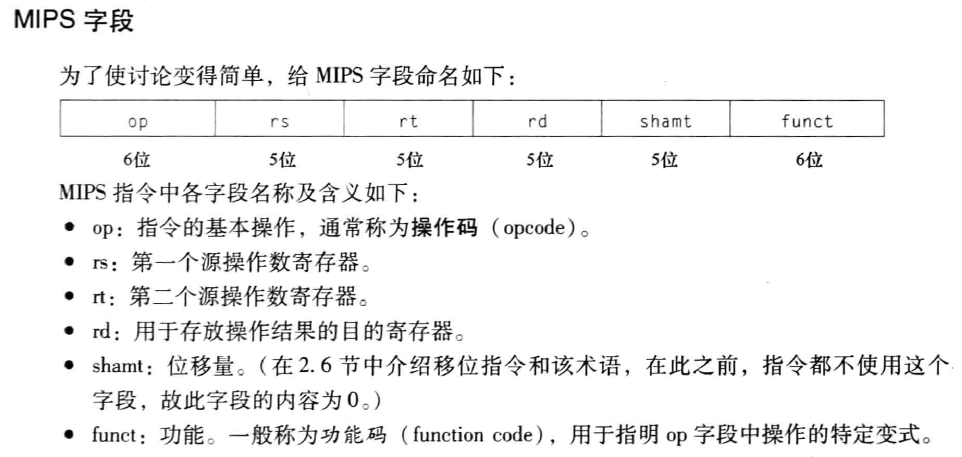 MIPS 字段
为了使讨论变得简单，给 MIPS 字段命名如下：
op rs rt rd shamt funct
6位 5位 5位 5位 5位 6位
MIPS 指令中各字段名称及含义如下：
● op：指令的基本操作，通常称为操作码（opcode）。
● rs：第一个源操作数寄存器。
● rt：第二个源操作数寄存器。
● rd：用于存放操作结果的目的寄存器。
● shamt：位移量。（在 2.6 节中介绍移位指令和该术语，在此之前，指令都不使用这个
字段，故此字段的内容为 0。）
● funct：功能。一般称为功能码（function code），用于指明 op 字段中操作的特定变式。